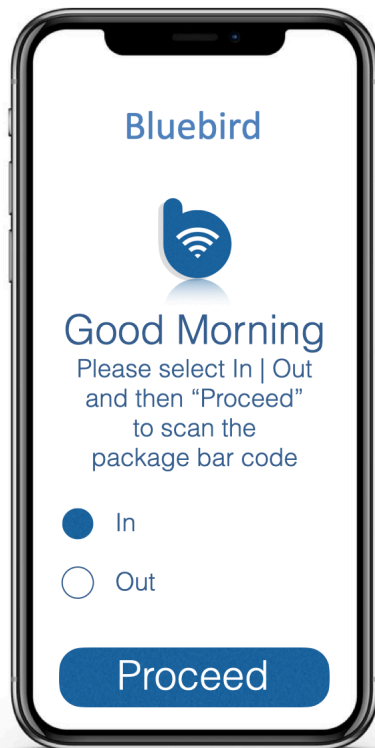 Bluebird
Good Morning
Please select In | Out
and then “Proceed”
to scan the
package bar code
In
Out
Proceed